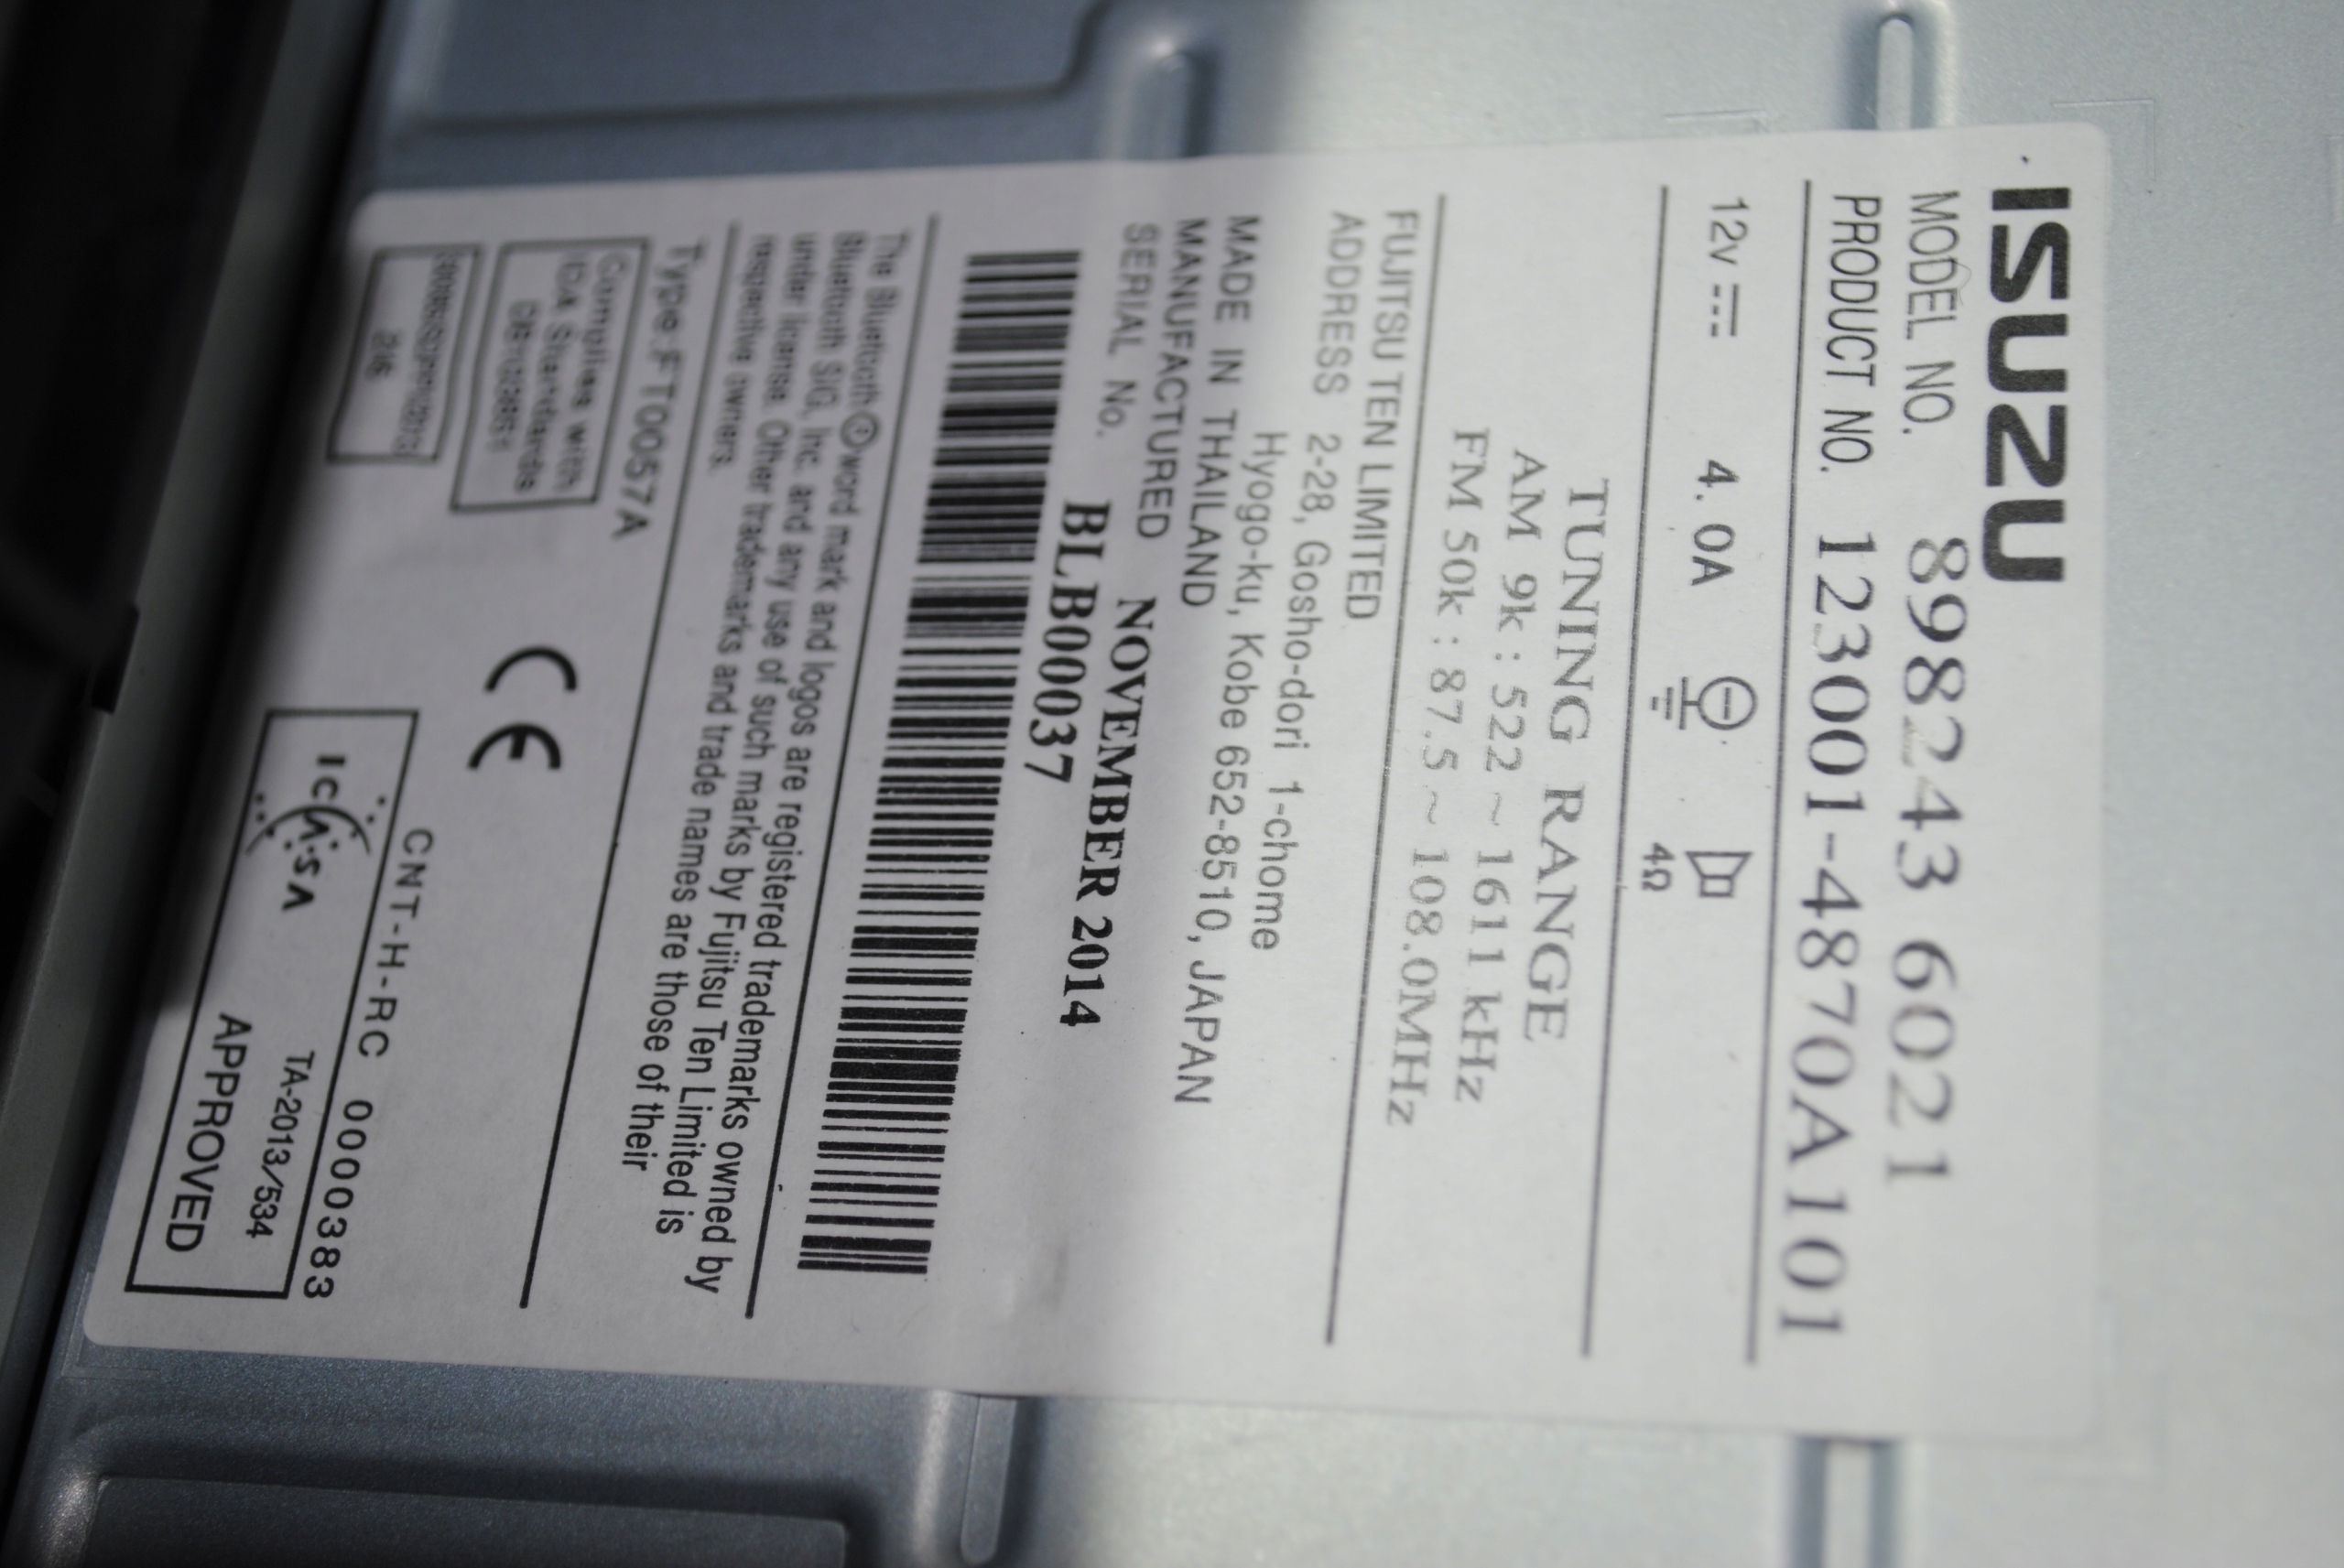 ISUZU
MODEL NO. 898243 6021
PRODUCT NO. 123001-4870A101
12V 4.0A
4Ω
TUNING RANGE
AM 9k : 522 ~ 1611 kHz
FM 50k : 87.5 ~ 108.0MHz
FUJITSU TEN LIMITED
ADDRESS 2-28, Gosho-dori 1-chome
Hyogo-ku, Kobe 652-8510, JAPAN
MADE IN THAILAND
MANUFACTURED NOVEMBER 2014
SERIAL No. BLB00037
The Bluetooth® word mark and logos are registered trademarks owned by
Bluetooth SIG, Inc. and any use of such marks by Fujitsu Ten Limited is
under license. Other trademarks and trade names are those of their
respective owners.
Type:FT0057A
Complies with
IDA Standards
CE
CNT-H-RC 0000383
ICASA
TA-2013/534
APPROVED